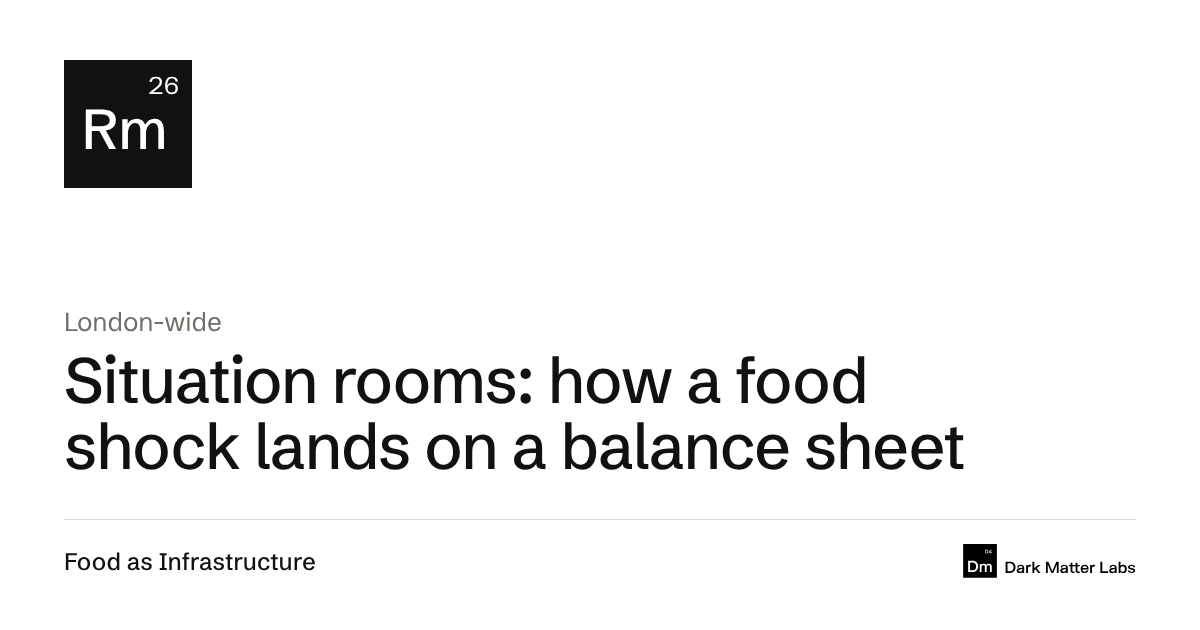 26
Rm
London-wide
Situation rooms: how a food
shock lands on a balance sheet
Food as Infrastructure
04
Dm
Dark Matter Labs